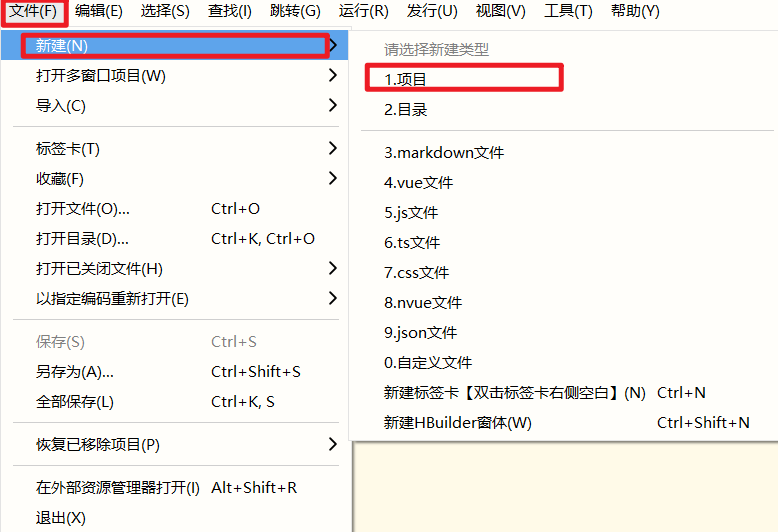 文件(F) 编辑(E) 选择(S) 查找(I) 跳转(G) 运行(R) 发行(U) 视图(V) 工具(T) 帮助(Y)
新建(N)
打开多窗口项目(W)
导入(C)
标签卡(T)
收藏(F)
打开文件(O)... Ctrl+O
打开目录(D)... Ctrl+K, Ctrl+O
打开已关闭文件(H)
以指定编码重新打开(E)
保存(S) Ctrl+S
另存为(A)... Ctrl+Shift+S
全部保存(L) Ctrl+K, S
恢复已移除项目(P)
在外部资源管理器打开(I) Alt+Shift+R
退出(X)
请选择新建类型
1.项目
2.目录
3.markdown文件
4.vue文件
5.js文件
6.ts文件
7.css文件
8.nvue文件
9.json文件
0.自定义文件
新建标签卡【双击标签卡右侧空白】(N) Ctrl+N
新建HBuilder窗体(W) Ctrl+Shift+N